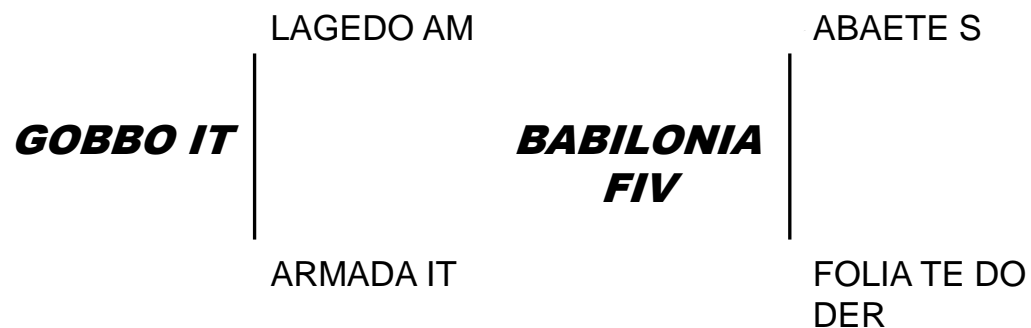 LAGEDO AM
GOBBO IT
ARMADA IT
ABAETE S
BABILONIA
FIV
FOLIA TE DO
DER